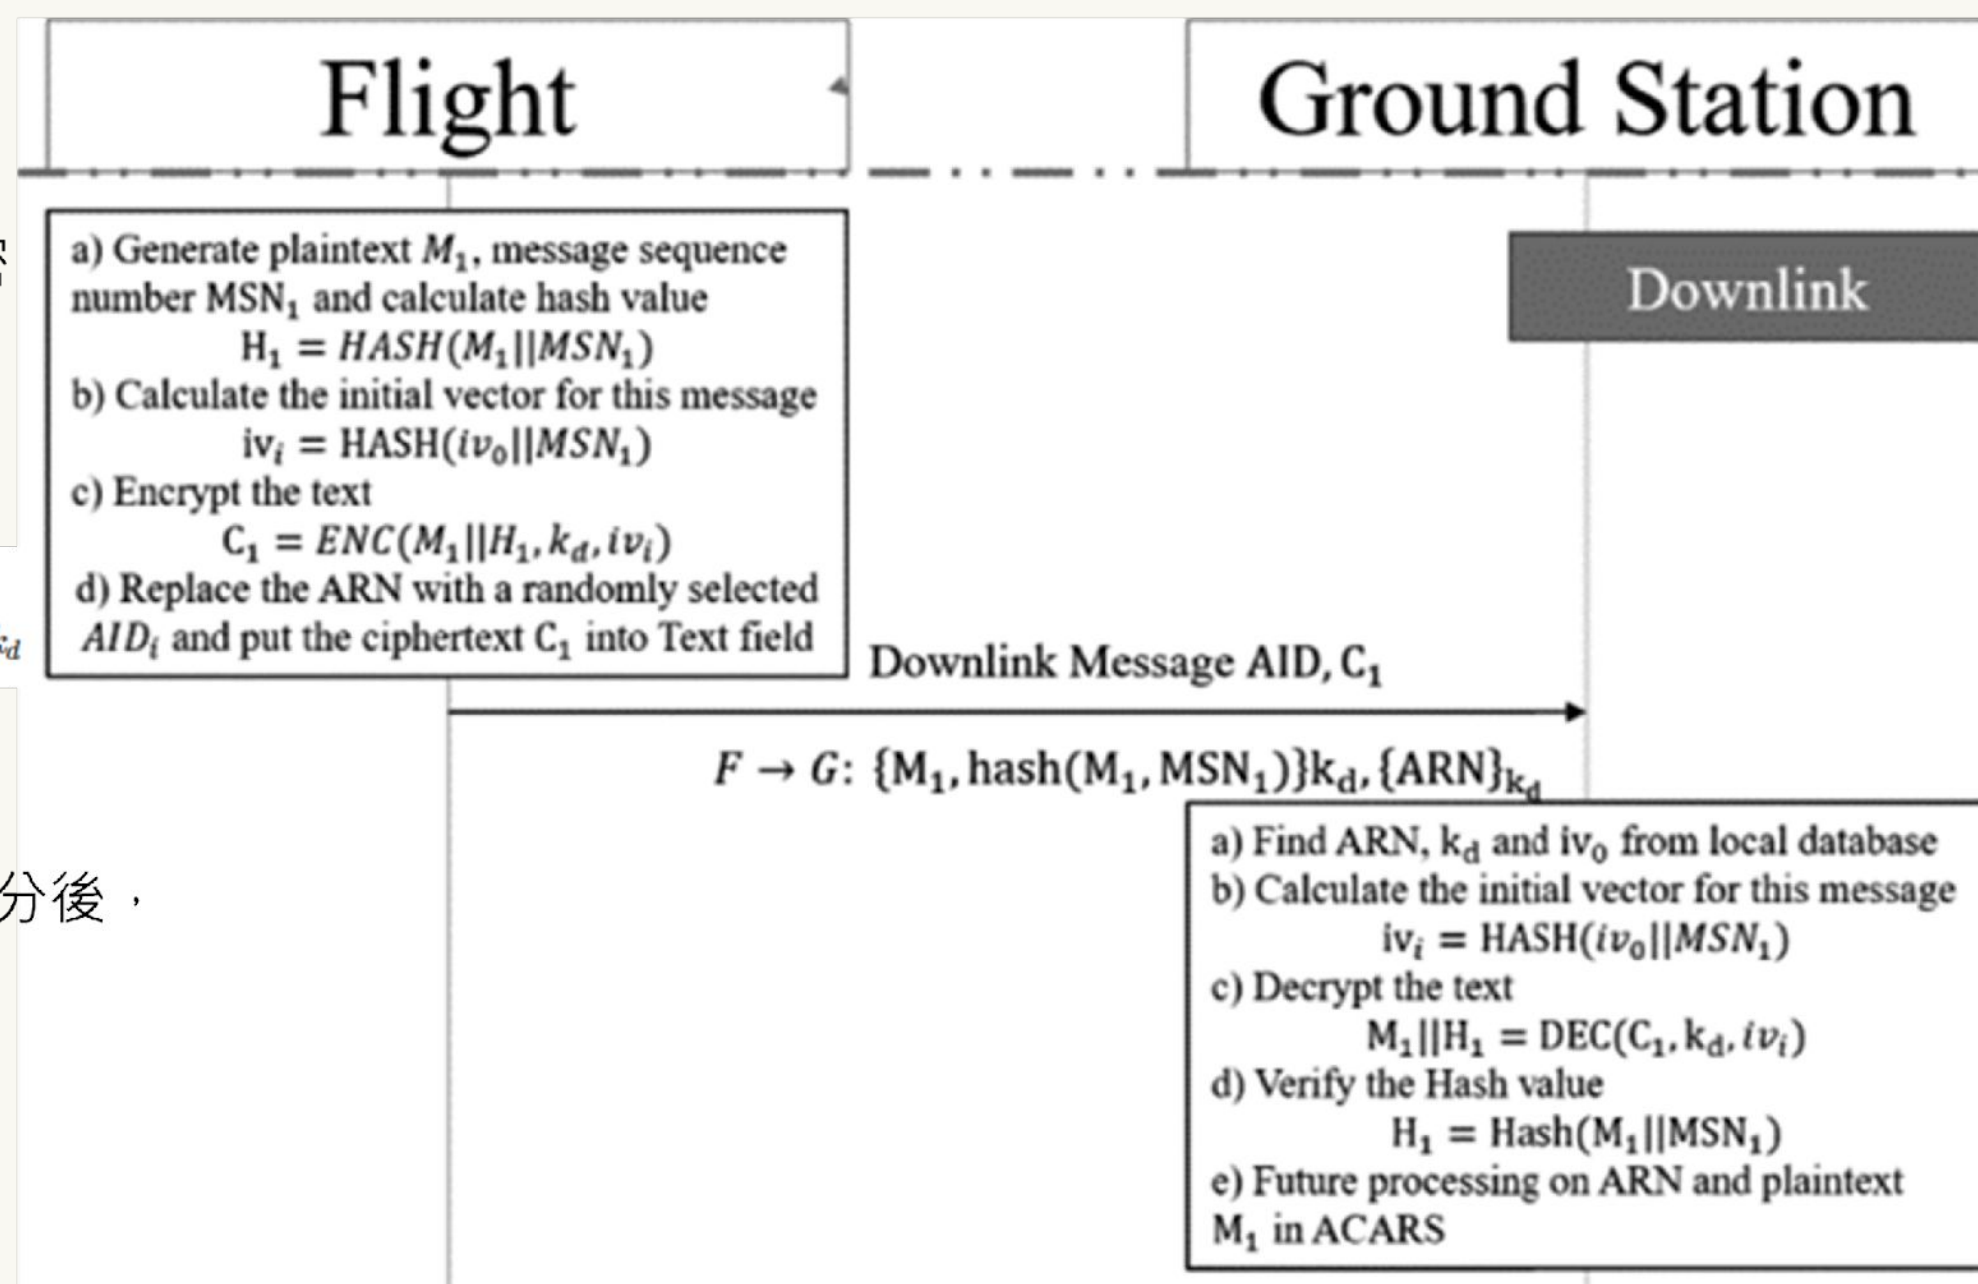 Flight
Ground Station
a) Generate plaintext M₁, message sequence
number MSN₁ and calculate hash value
H₁ = HASH(M₁||MSN₁)
b) Calculate the initial vector for this message
ivᵢ = HASH(iv₀||MSN₁)
c) Encrypt the text
C₁ = ENC(M₁||H₁, k_d, ivᵢ)
d) Replace the ARN with a randomly selected
AIDᵢ and put the ciphertext C₁ into Text field
Downlink
Downlink Message AID, C₁
F → G: {M₁, hash(M₁, MSN₁)}k_d, {ARN}k_d
a) Find ARN, k_d and iv₀ from local database
b) Calculate the initial vector for this message
ivᵢ = HASH(iv₀||MSN₁)
c) Decrypt the text
M₁||H₁ = DEC(C₁, k_d, ivᵢ)
d) Verify the Hash value
H₁ = Hash(M₁||MSN₁)
e) Future processing on ARN and plaintext
M₁ in ACARS
分後，